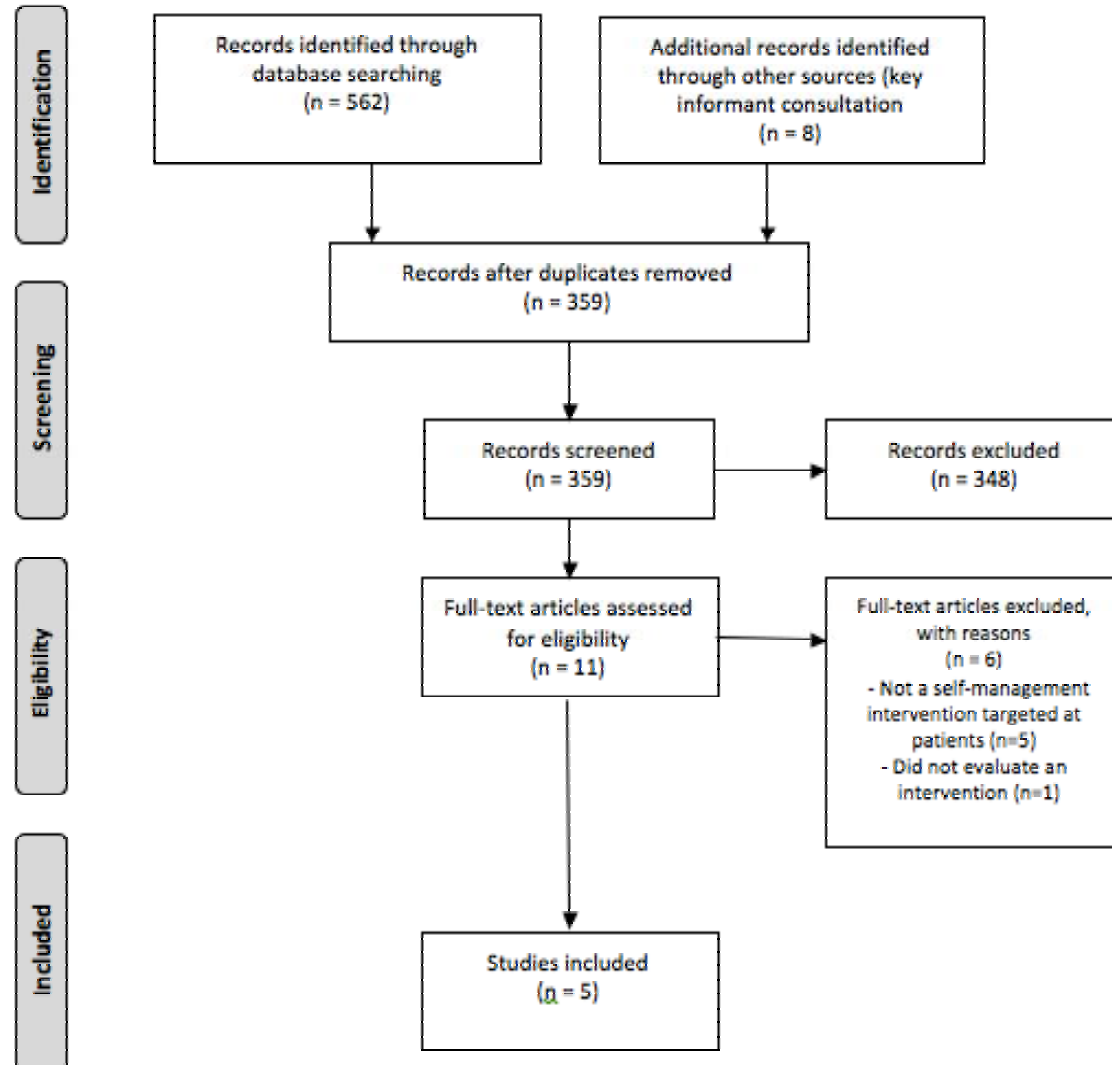 Identification
Records identified through
database searching
(n = 562)
Additional records identified
through other sources (key
informant consultation
(n = 8)
Records after duplicates removed
(n = 359)
Screening
Records screened
(n = 359)
Records excluded
(n = 348)
Eligibility
Full-text articles assessed
for eligibility
(n = 11)
Full-text articles excluded,
with reasons
(n = 6)
- Not a self-management
intervention targeted at
patients (n=5)
- Did not evaluate an
intervention (n=1)
Included
Studies included
(n = 5)